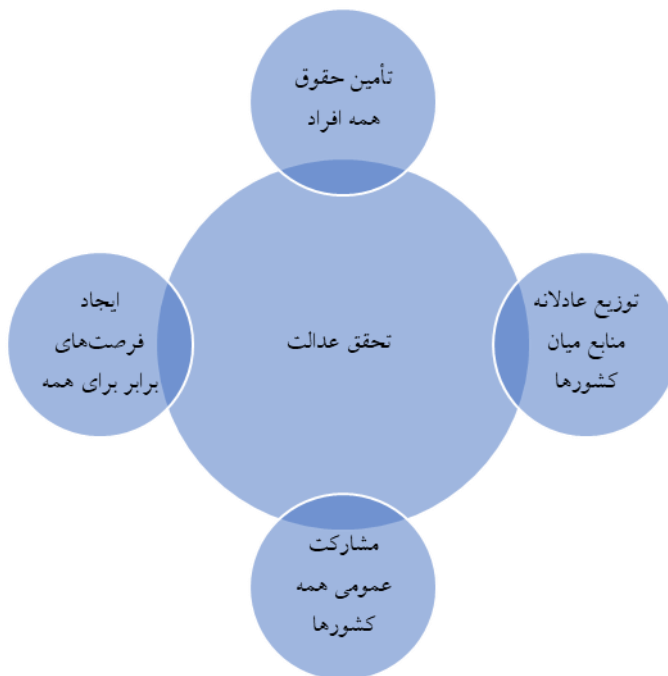 تأمین حقوق
همه افراد
توزیع عادلانه
منابع میان
کشورها
تحقق عدالت
ایجاد
فرصت‌های
برابر برای همه
مشارکت
عمومی همه
کشورها